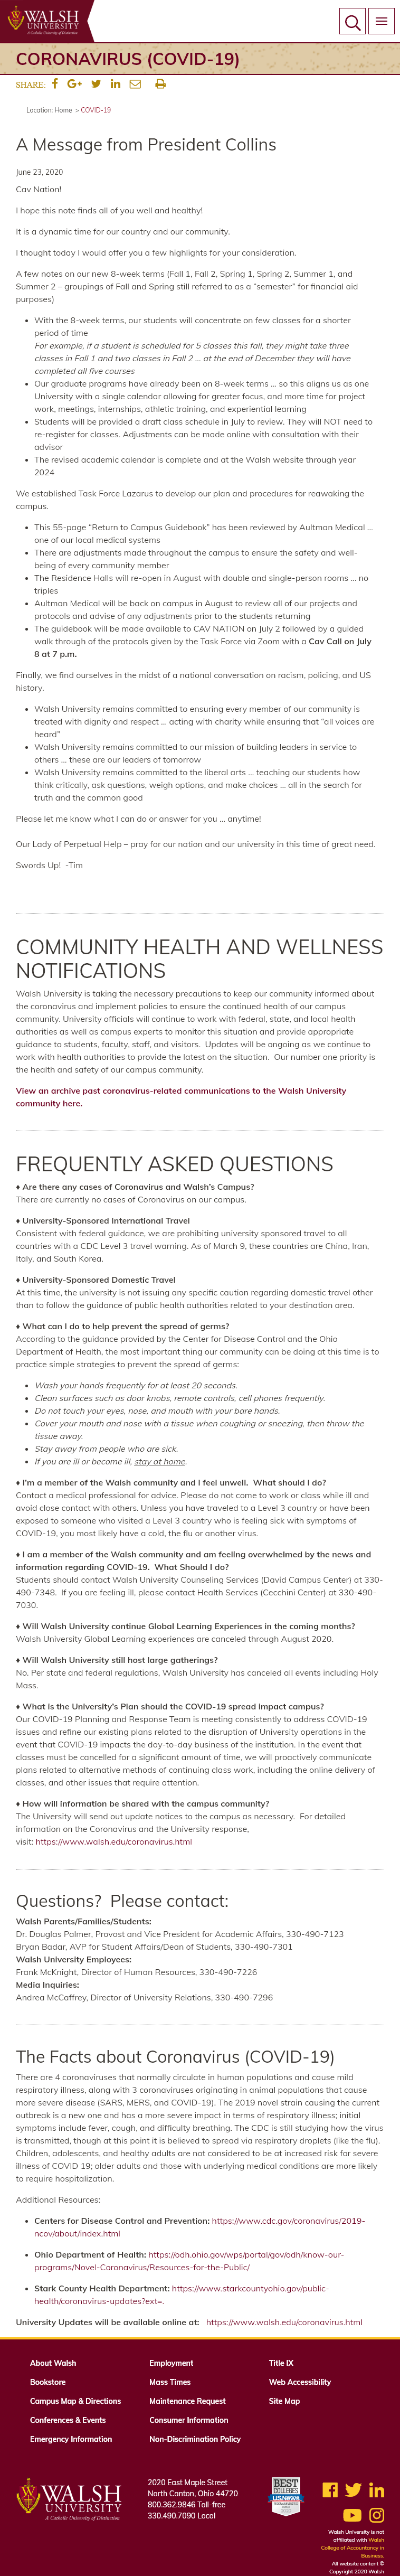 WALSH
UNIVERSITY
A Catholic University of Distinction
CORONAVIRUS (COVID-19)
SHARE:
Location: Home > COVID-19
A Message from President Collins
June 23, 2020
Cav Nation!
I hope this note finds all of you well and healthy!
It is a dynamic time for our country and our community.
I thought today I would offer you a few highlights for your consideration.
A few notes on our new 8-week terms (Fall 1, Fall 2, Spring 1, Spring 2, Summer 1, and
Summer 2 – groupings of Fall and Spring still referred to as a “semester” for financial aid
purposes)
• With the 8-week terms, our students will concentrate on few classes for a shorter
period of time
For example, if a student is scheduled for 5 classes this fall, they might take three
classes in Fall 1 and two classes in Fall 2 … at the end of December they will have
completed all five courses
• Our graduate programs have already been on 8-week terms … so this aligns us as one
University with a single calendar allowing for greater focus, and more time for project
work, meetings, internships, athletic training, and experiential learning
• Students will be provided a draft class schedule in July to review. They will NOT need to
re-register for classes. Adjustments can be made online with consultation with their
advisor
• The revised academic calendar is complete and at the Walsh website through year
2024
We established Task Force Lazarus to develop our plan and procedures for reawaking the
campus.
• This 55-page “Return to Campus Guidebook” has been reviewed by Aultman Medical …
one of our local medical systems
• There are adjustments made throughout the campus to ensure the safety and well-
being of every community member
• The Residence Halls will re-open in August with double and single-person rooms … no
triples
• Aultman Medical will be back on campus in August to review all of our projects and
protocols and advise of any adjustments prior to the students returning
• The guidebook will be made available to CAV NATION on July 2 followed by a guided
walk through of the protocols given by the Task Force via Zoom with a Cav Call on July
8 at 7 p.m.
Finally, we find ourselves in the midst of a national conversation on racism, policing, and US
history.
• Walsh University remains committed to ensuring every member of our community is
treated with dignity and respect … acting with charity while ensuring that “all voices are
heard”
• Walsh University remains committed to our mission of building leaders in service to
others … these are our leaders of tomorrow
• Walsh University remains committed to the liberal arts … teaching our students how
think critically, ask questions, weigh options, and make choices … all in the search for
truth and the common good
Please let me know what I can do or answer for you … anytime!
Our Lady of Perpetual Help – pray for our nation and our university in this time of great need.
Swords Up! -Tim
COMMUNITY HEALTH AND WELLNESS
NOTIFICATIONS
Walsh University is taking the necessary precautions to keep our community informed about
the coronavirus and implement policies to ensure the continued health of our campus
community. University officials will continue to work with federal, state, and local health
authorities as well as campus experts to monitor this situation and provide appropriate
guidance to students, faculty, staff, and visitors. Updates will be ongoing as we continue to
work with health authorities to provide the latest on the situation. Our number one priority is
the health and safety of our campus community.
View an archive past coronavirus-related communications to the Walsh University
community here.
FREQUENTLY ASKED QUESTIONS
♦ Are there any cases of Coronavirus and Walsh's Campus?
There are currently no cases of Coronavirus on our campus.
♦ University-Sponsored International Travel
Consistent with federal guidance, we are prohibiting university sponsored travel to all
countries with a CDC Level 3 travel warning. As of March 9, these countries are China, Iran,
Italy, and South Korea.
♦ University-Sponsored Domestic Travel
At this time, the university is not issuing any specific caution regarding domestic travel other
than to follow the guidance of public health authorities related to your destination area.
♦ What can I do to help prevent the spread of germs?
According to the guidance provided by the Center for Disease Control and the Ohio
Department of Health, the most important thing our community can be doing at this time is to
practice simple strategies to prevent the spread of germs:
• Wash your hands frequently for at least 20 seconds.
• Clean surfaces such as door knobs, remote controls, cell phones frequently.
• Do not touch your eyes, nose, and mouth with your bare hands.
• Cover your mouth and nose with a tissue when coughing or sneezing, then throw the
tissue away.
• Stay away from people who are sick.
• If you are ill or become ill, stay at home.
♦ I'm a member of the Walsh community and I feel unwell. What should I do?
Contact a medical professional for advice. Please do not come to work or class while ill and
avoid close contact with others. Unless you have traveled to a Level 3 country or have been
exposed to someone who visited a Level 3 country who is feeling sick with symptoms of
COVID-19, you most likely have a cold, the flu or another virus.
♦ I am a member of the Walsh community and am feeling overwhelmed by the news and
information regarding COVID-19. What Should I do?
Students should contact Walsh University Counseling Services (David Campus Center) at 330-
490-7348. If you are feeling ill, please contact Health Services (Cecchini Center) at 330-490-
7030.
♦ Will Walsh University continue Global Learning Experiences in the coming months?
Walsh University Global Learning experiences are canceled through August 2020.
♦ Will Walsh University still host large gatherings?
No. Per state and federal regulations, Walsh University has canceled all events including Holy
Mass.
♦ What is the University's Plan should the COVID-19 spread impact campus?
Our COVID-19 Planning and Response Team is meeting consistently to address COVID-19
issues and refine our existing plans related to the disruption of University operations in the
event that COVID-19 impacts the day-to-day business of the institution. In the event that
classes must be cancelled for a significant amount of time, we will proactively communicate
plans related to alternative methods of continuing class work, including the online delivery of
classes, and other issues that require attention.
♦ How will information be shared with the campus community?
The University will send out update notices to the campus as necessary. For detailed
information on the Coronavirus and the University response,
visit: https://www.walsh.edu/coronavirus.html
Questions? Please contact:
Walsh Parents/Families/Students:
Dr. Douglas Palmer, Provost and Vice President for Academic Affairs, 330-490-7123
Bryan Badar, AVP for Student Affairs/Dean of Students, 330-490-7301
Walsh University Employees:
Frank McKnight, Director of Human Resources, 330-490-7226
Media Inquiries:
Andrea McCaffrey, Director of University Relations, 330-490-7296
The Facts about Coronavirus (COVID-19)
There are 4 coronaviruses that normally circulate in human populations and cause mild
respiratory illness, along with 3 coronaviruses originating in animal populations that cause
more severe disease (SARS, MERS, and COVID-19). The 2019 novel strain causing the current
outbreak is a new one and has a more severe impact in terms of respiratory illness; initial
symptoms include fever, cough, and difficulty breathing. The CDC is still studying how the virus
is transmitted, though at this point it is believed to spread via respiratory droplets (like the flu).
Children, adolescents, and healthy adults are not considered to be at increased risk for severe
illness of COVID 19; older adults and those with underlying medical conditions are more likely
to require hospitalization.
Additional Resources:
• Centers for Disease Control and Prevention: https://www.cdc.gov/coronavirus/2019-
ncov/about/index.html
• Ohio Department of Health: https://odh.ohio.gov/wps/portal/gov/odh/know-our-
programs/Novel-Coronavirus/Resources-for-the-Public/
• Stark County Health Department: https://www.starkcountyohio.gov/public-
health/coronavirus-updates?ext=.
University Updates will be available online at: https://www.walsh.edu/coronavirus.html
About Walsh
Employment
Title IX
Bookstore
Mass Times
Web Accessibility
Campus Map & Directions
Maintenance Request
Site Map
Conferences & Events
Consumer Information
Emergency Information
Non-Discrimination Policy
WALSH
UNIVERSITY
A Catholic University of Distinction
2020 East Maple Street
North Canton, Ohio 44720
800.362.9846 Toll-free
330.490.7090 Local
BEST
COLLEGES
U.S.NEWS
Walsh University is not
affiliated with Walsh
College of Accountancy in
Business.
All website content ©
Copyright 2020 Walsh